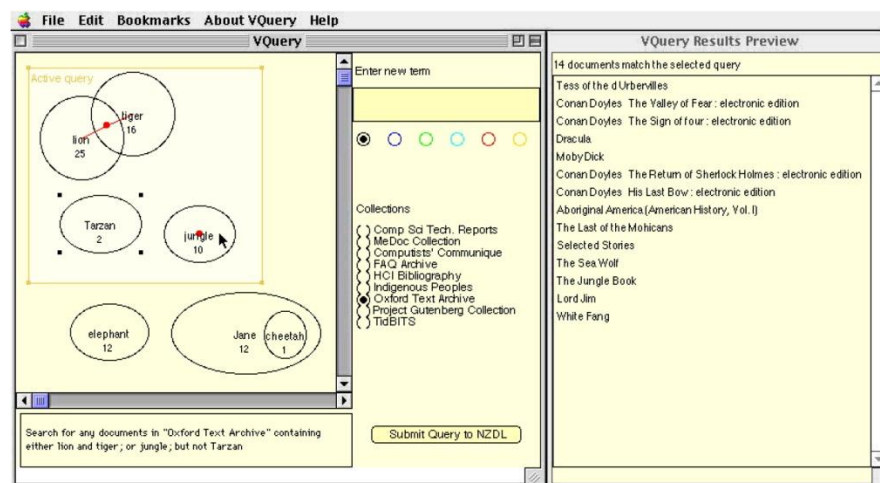 File Edit Bookmarks About VQuery Help
VQuery
Active query
tiger
16
lion
25
Tarzan
2
jungle
10
elephant
12
Jane
12
cheetah
1
Search for any documents in "Oxford Text Archive" containing
either lion and tiger; or jungle; but not Tarzan
Enter new term
Collections
Comp Sci Tech. Reports
MeDoc Collection
Computists' Communique
FAQ Archive
HCI Bibliography
Indigenous Peoples
Oxford Text Archive
Project Gutenberg Collection
TidBITS
Submit Query to NZDL
VQuery Results Preview
14 documents match the selected query
Tess of the d Urbervilles
Conan Doyles The Valley of Fear : electronic edition
Conan Doyles The Sign of four : electronic edition
Dracula
Moby Dick
Conan Doyles The Return of Sherlock Holmes : electronic edition
Conan Doyles His Last Bow : electronic edition
Aboriginal America (American History, Vol. I)
The Last of the Mohicans
Selected Stories
The Sea Wolf
The Jungle Book
Lord Jim
White Fang